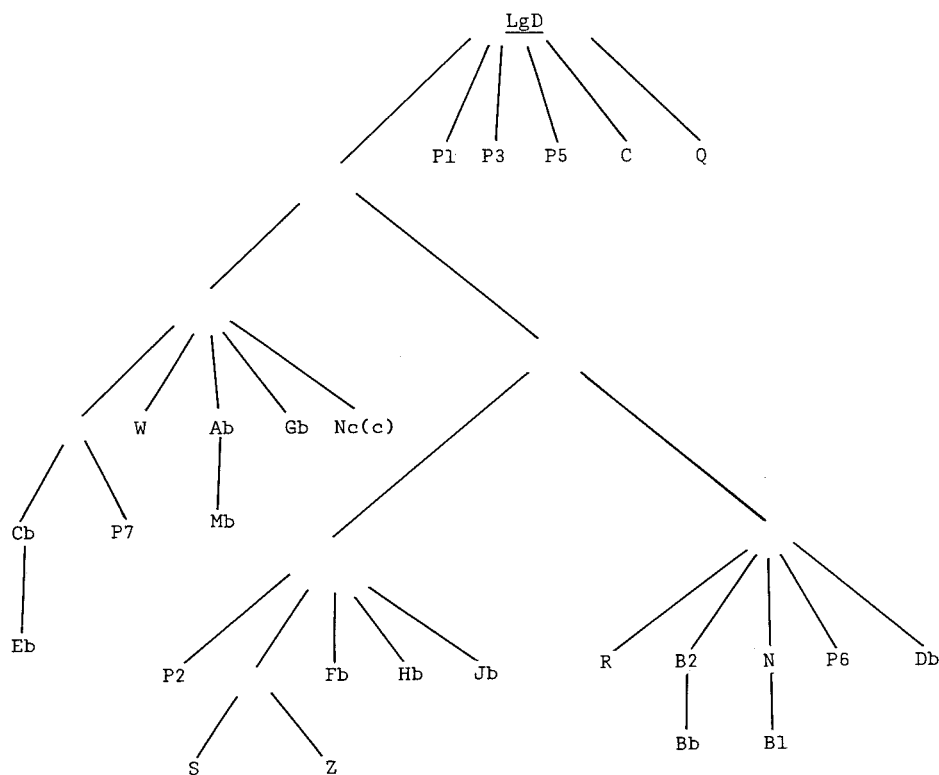 LgD
P1 P3 P5 C Q
W Ab Gb Nc(c)
Cb P7 Mb
Eb
P2 Fb Hb Jb R B2 N P6 Db
S Z Bb B1